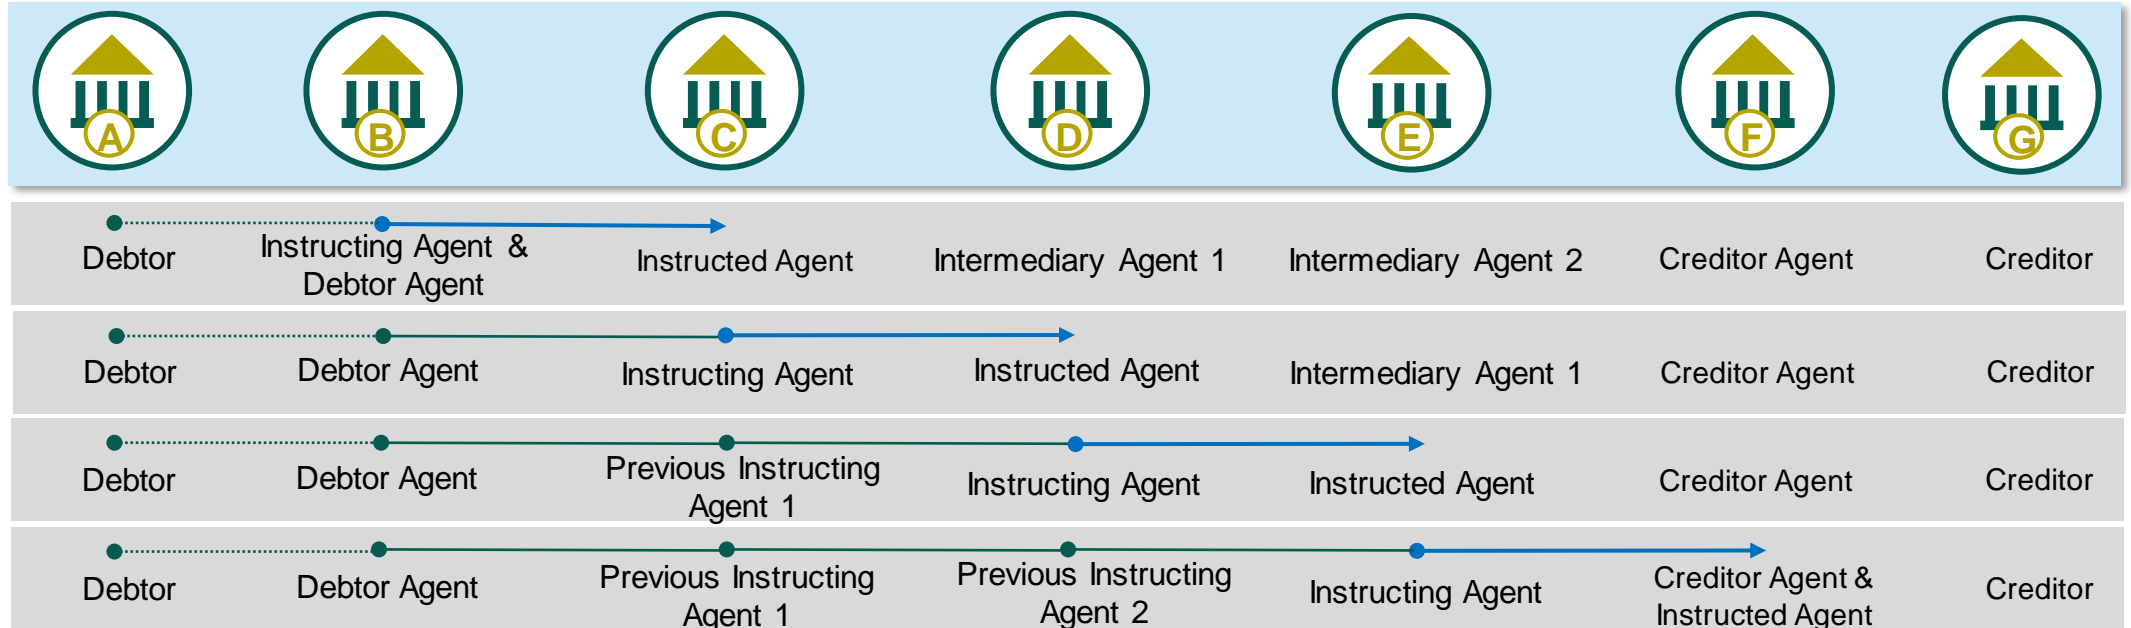 A B C D E F G
Debtor
Instructing Agent &
Debtor Agent
Instructed Agent
Intermediary Agent 1
Intermediary Agent 2
Creditor Agent
Creditor
Debtor
Debtor Agent
Instructing Agent
Instructed Agent
Intermediary Agent 1
Creditor Agent
Creditor
Debtor
Debtor Agent
Previous Instructing
Agent 1
Instructing Agent
Instructed Agent
Creditor Agent
Creditor
Debtor
Debtor Agent
Previous Instructing
Agent 1
Previous Instructing
Agent 2
Instructing Agent
Creditor Agent &
Instructed Agent
Creditor